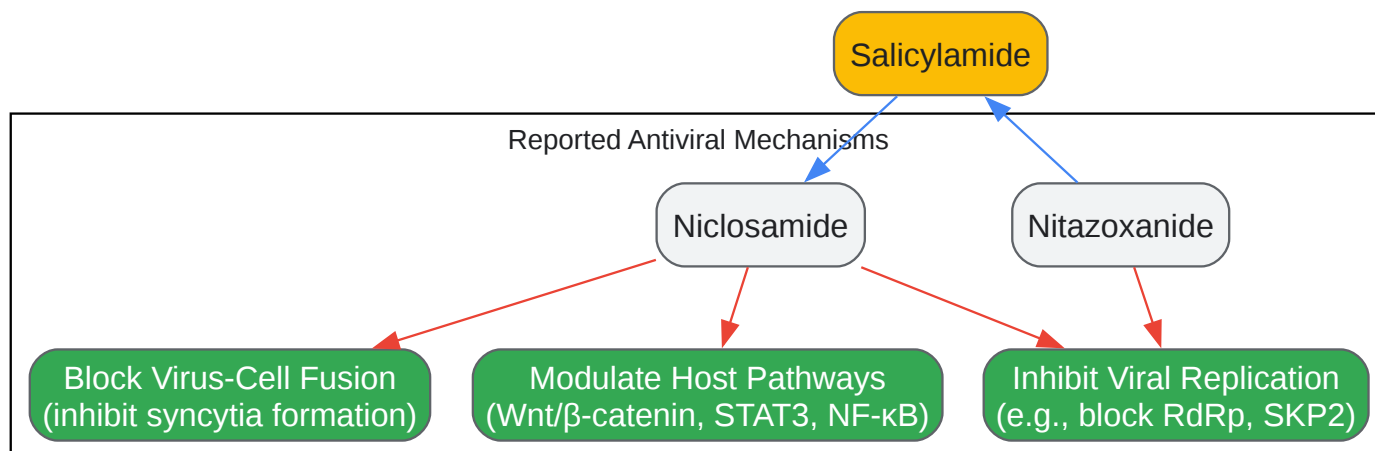 Salicylamide
Reported Antiviral Mechanisms
Niclosamide
Nitazoxanide
Block Virus-Cell Fusion
(inhibit syncytia formation)
Modulate Host Pathways
(Wnt/β-catenin, STAT3, NF-κB)
Inhibit Viral Replication
(e.g., block RdRp, SKP2)